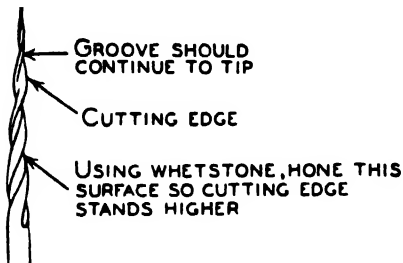 GROOVE SHOULD
CONTINUE TO TIP
CUTTING EDGE
USING WHETSTONE, HONE THIS
SURFACE SO CUTTING EDGE
STANDS HIGHER